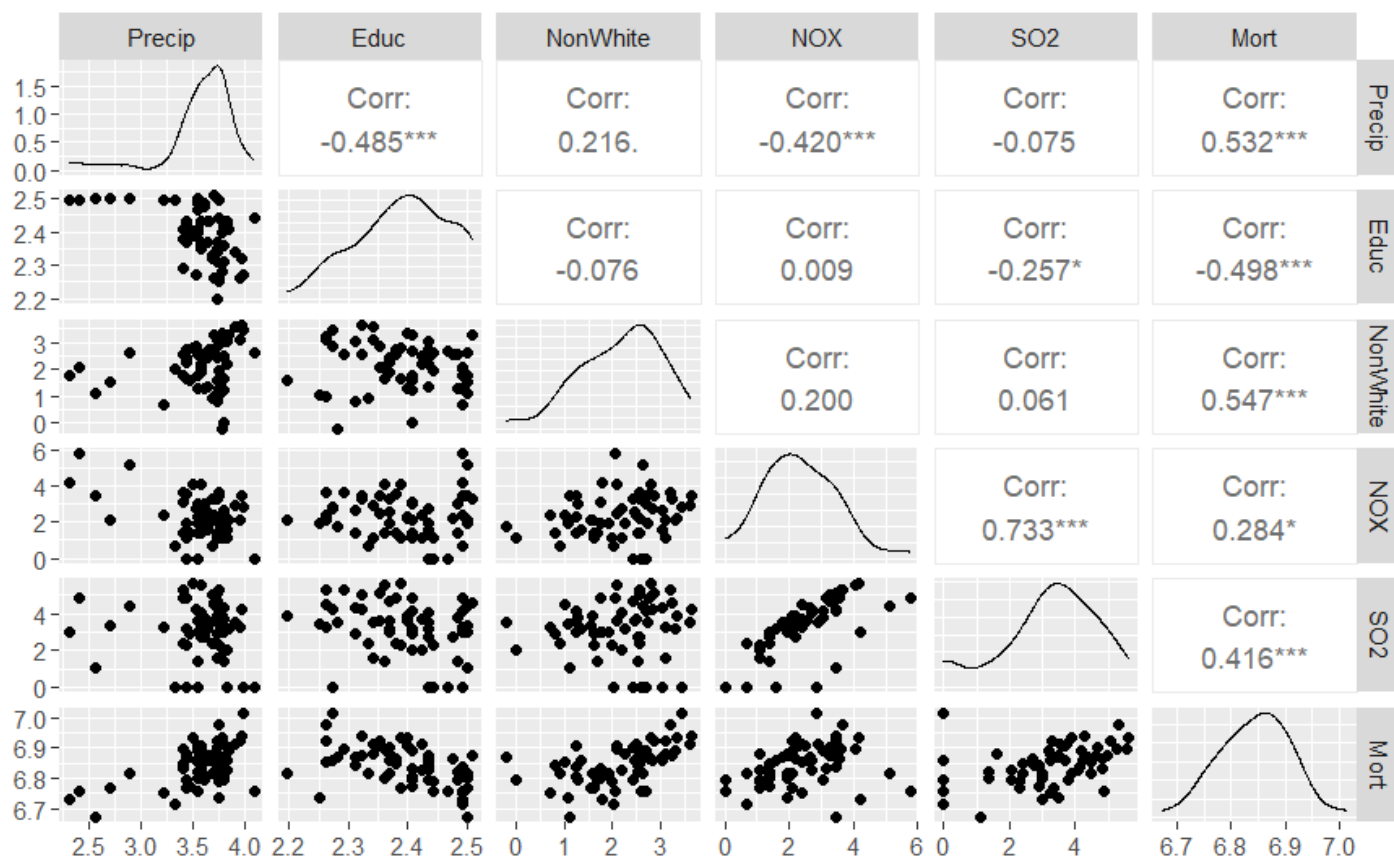 Precip Educ NonWhite NOX SO2 Mort
1.5
1.0
0.5
0.0
Corr:
-0.485***
Corr:
0.216.
Corr:
-0.420***
Corr:
-0.075
Corr:
0.532***
Precip
2.5
2.4
2.3
2.2
Corr:
-0.076
Corr:
0.009
Corr:
-0.257*
Corr:
-0.498***
Educ
3
2
1
0
Corr:
0.200
Corr:
0.061
Corr:
0.547***
NonWhite
6
4
2
0
Corr:
0.733***
Corr:
0.284*
NOX
4
2
0
Corr:
0.416***
SO2
7.0
6.9
6.8
6.7
Mort
2.5 3.0 3.5 4.0 2.2 2.3 2.4 2.5 0 1 2 3 0 2 4 6 0 2 4 6.7 6.8 6.9 7.0